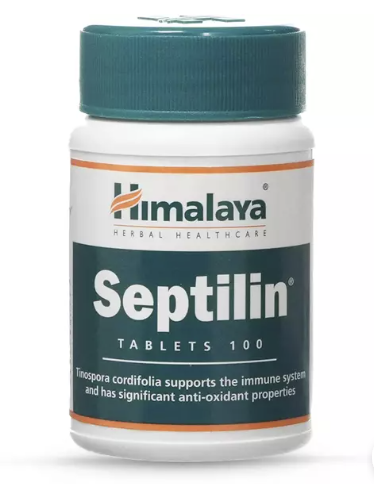 Himalaya®
HERBAL HEALTHCARE
Septilin®
TABLETS 100
Tinospora cordifolia supports the immune system
and has significant anti-oxidant properties